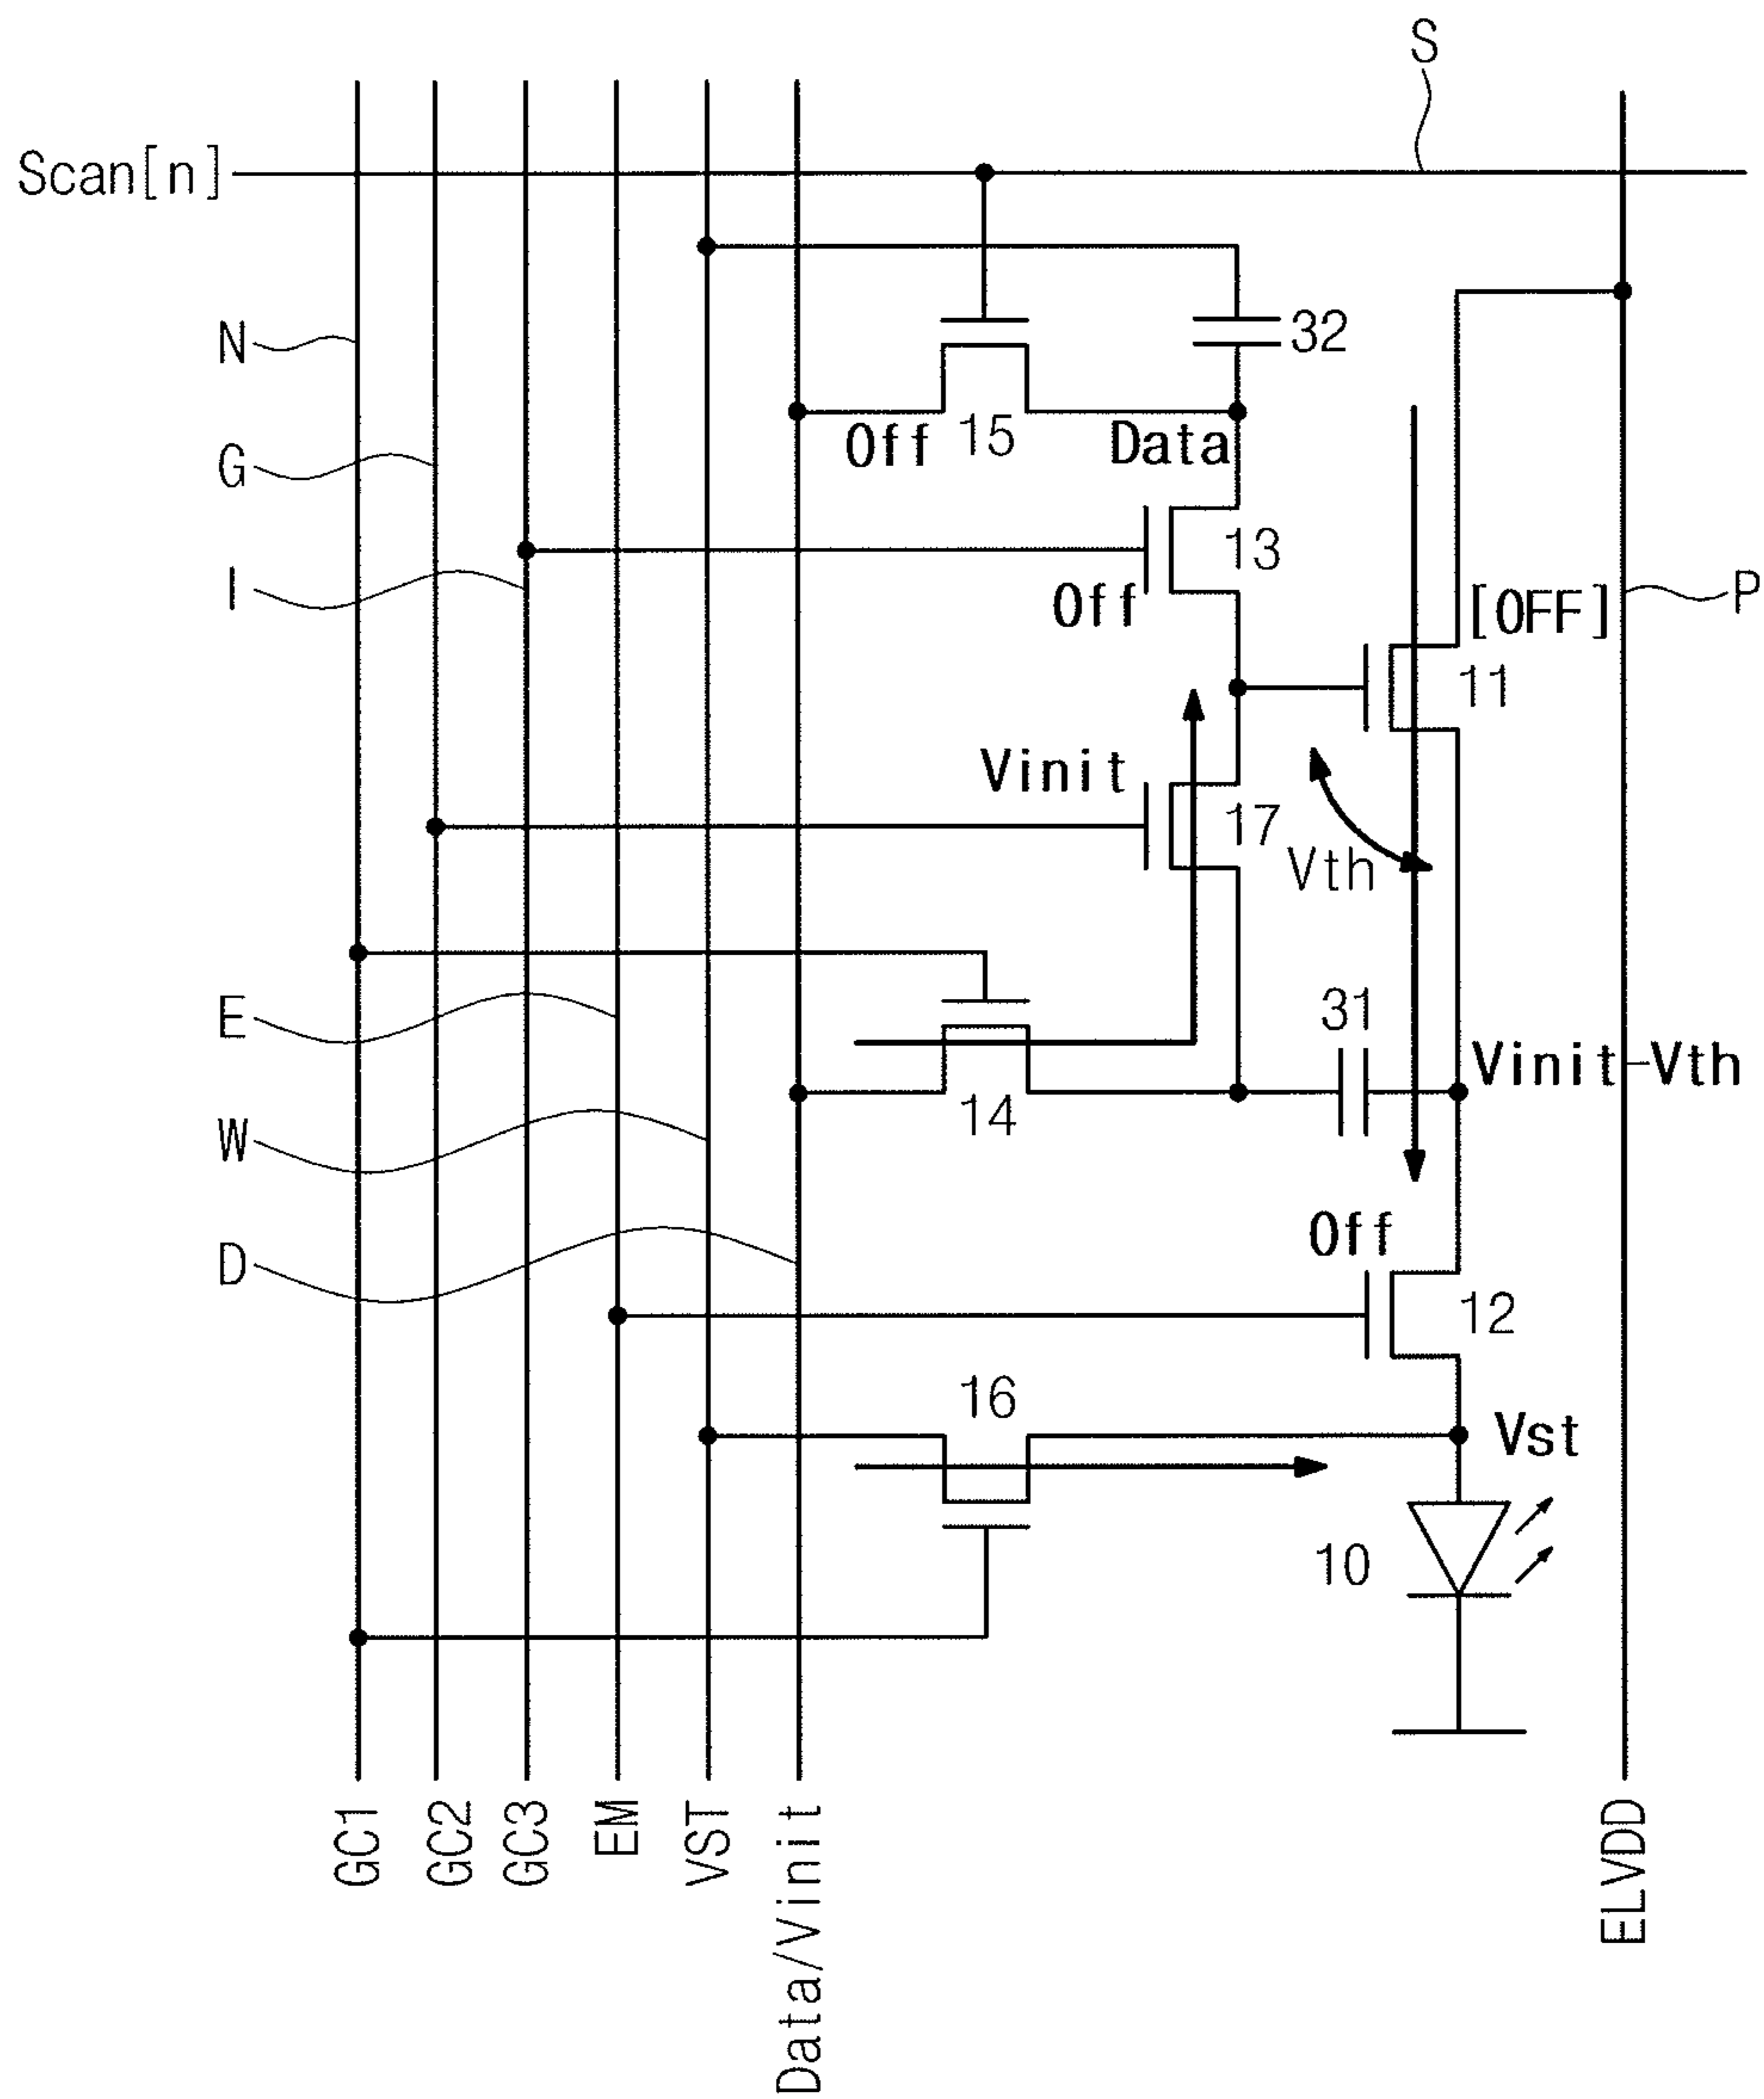 S
Scan[n]
N
32
Off
15
Data
G
13
I
Off
[OFF]
P
11
Vinit
17
Vth
E
31
Vinit-Vth
14
W
Off
D
12
16
Vst
10
GC1
GC2
GC3
EM
VST
Data/Vinit
ELVDD